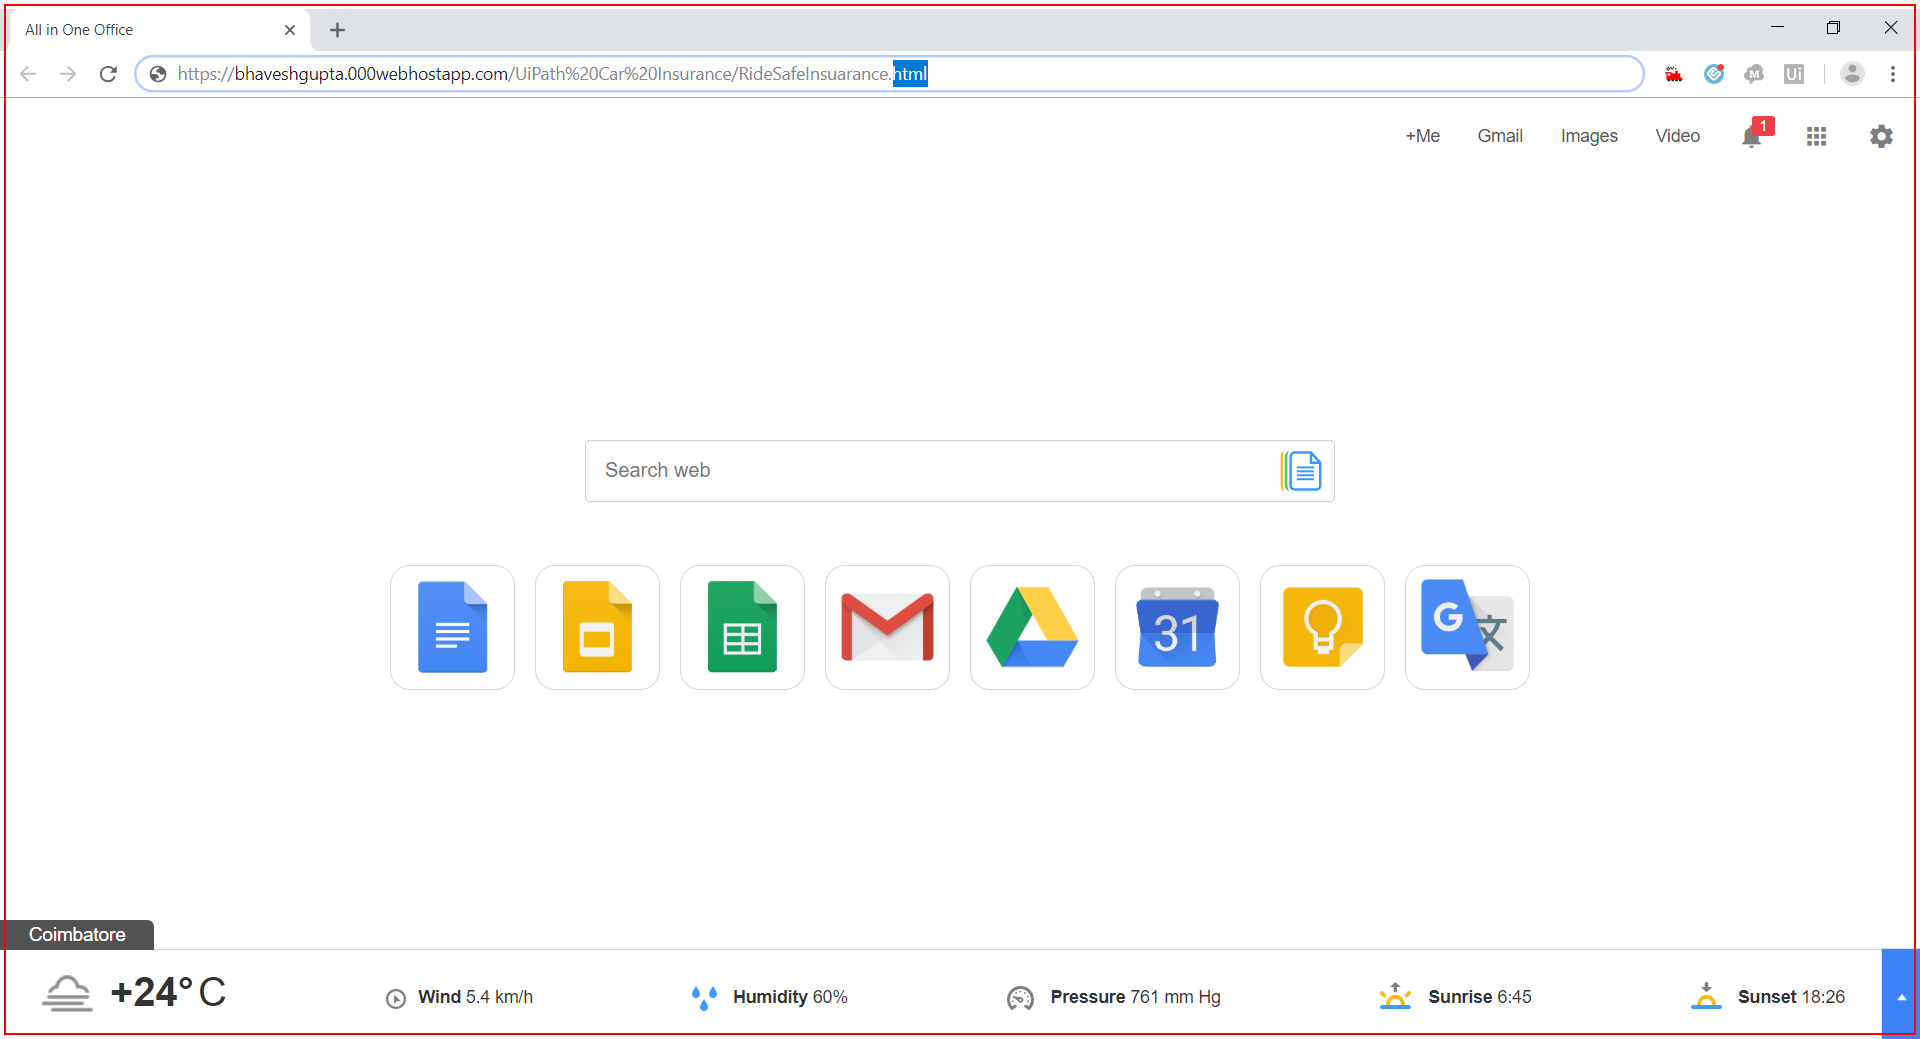 All in One Office
https://bhaveshgupta.000webhostapp.com/UiPath%20Car%20Insurance/RideSafeInsuarance.html
M
Ui
+Me Gmail Images Video 1
Search web
31
G 文
Coimbatore
+24° C Wind 5.4 km/h Humidity 60% Pressure 761 mm Hg Sunrise 6:45 Sunset 18:26